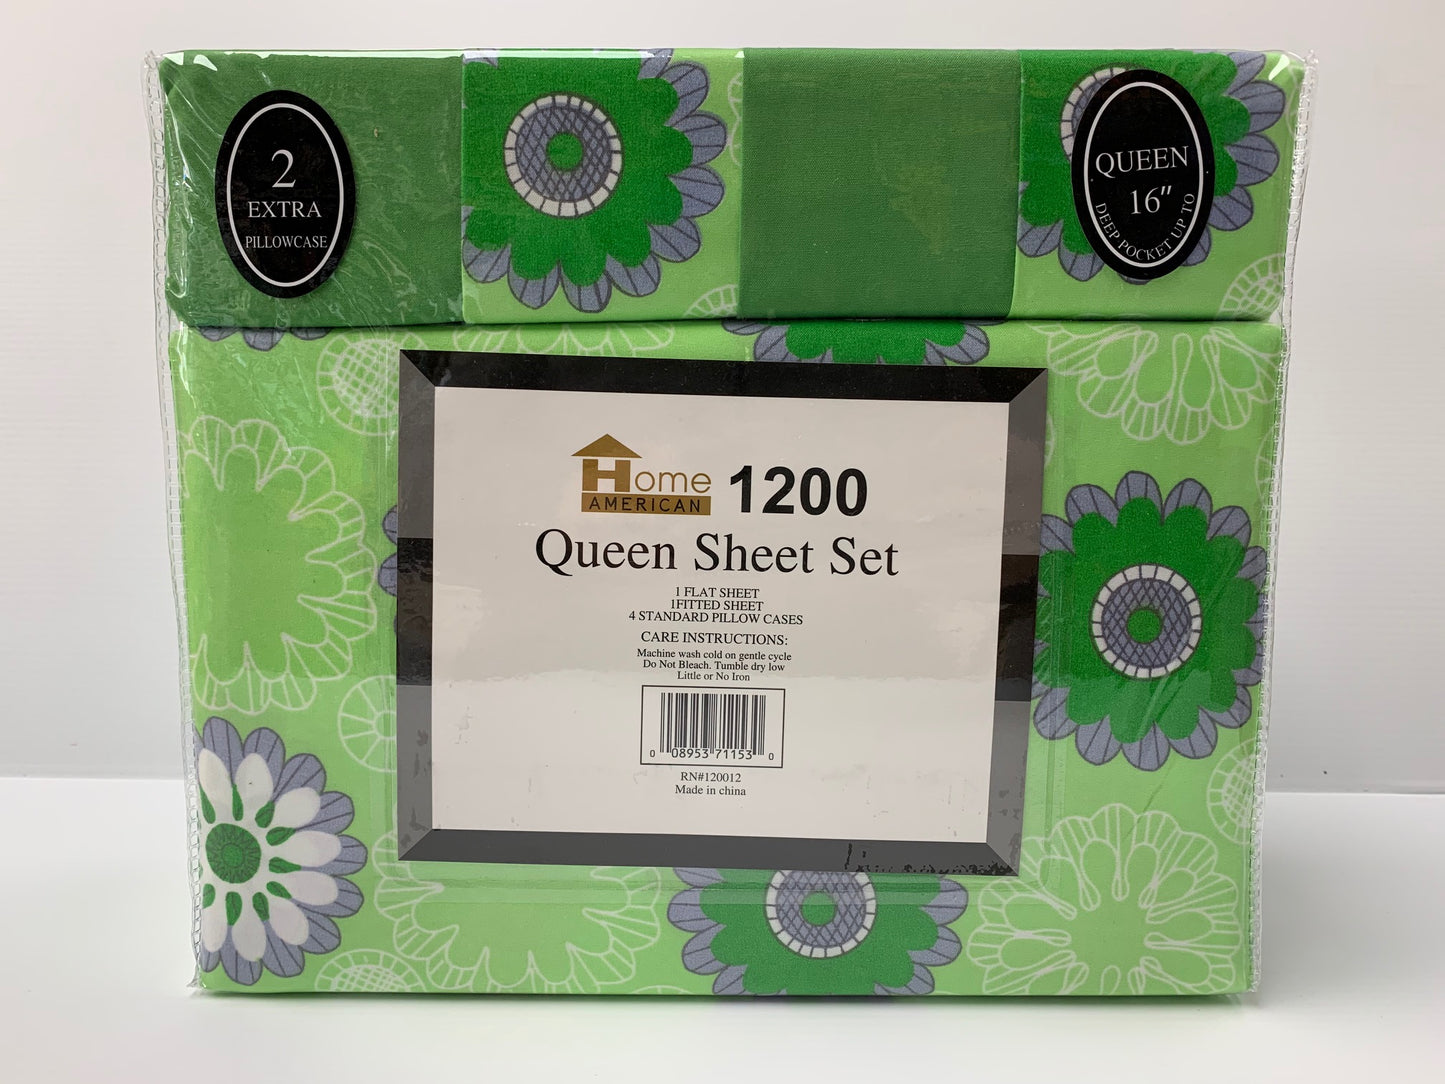 2
EXTRA
PILLOWCASE
QUEEN
16"
DEEP POCKET UP TO
Home
AMERICAN
1200
Queen Sheet Set
1 FLAT SHEET
1FITTED SHEET
4 STANDARD PILLOW CASES
CARE INSTRUCTIONS:
Machine wash cold on gentle cycle
Do Not Bleach. Tumble dry low
Little or No Iron
0 08953 71153 0
RN#120012
Made in china